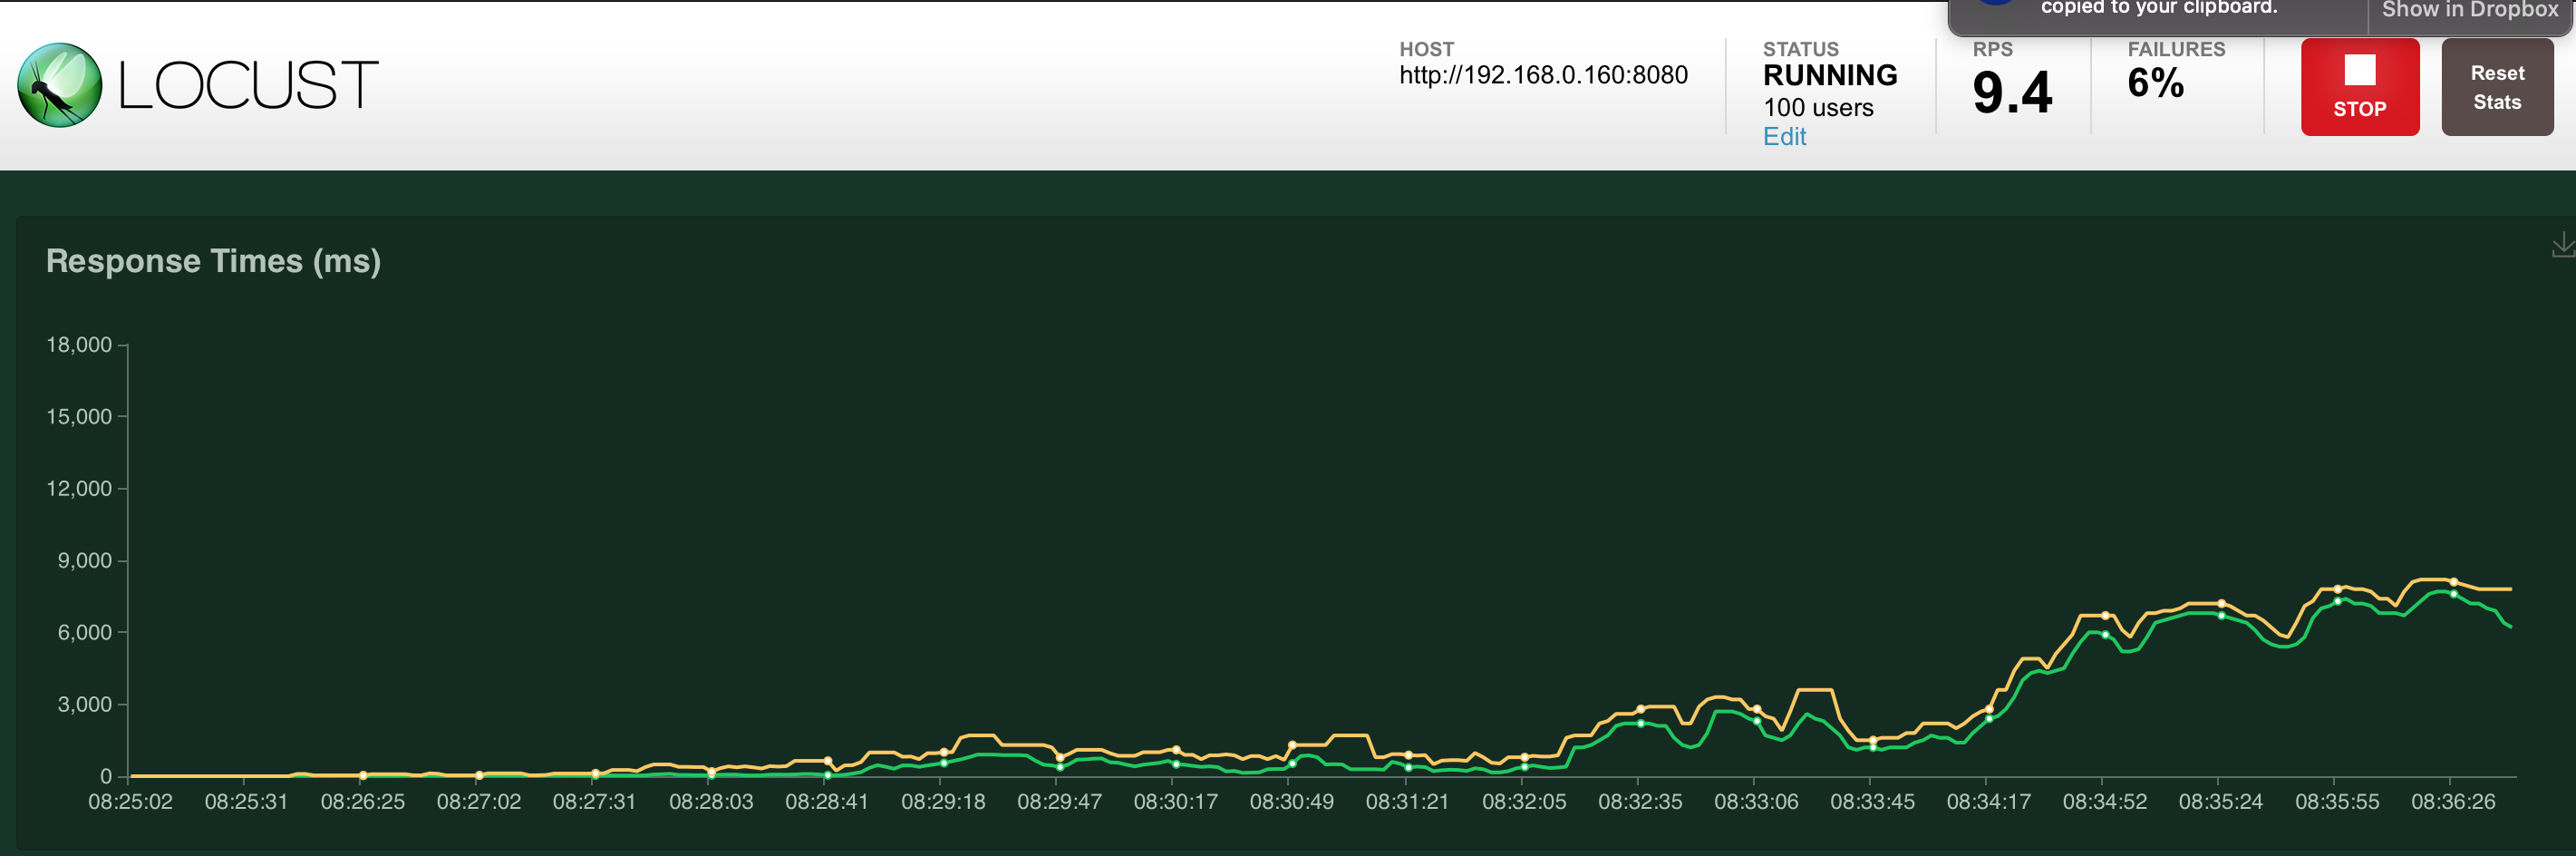 copied to your clipboard.
Show in Dropbox
LOCUST
HOST
http://192.168.0.160:8080
STATUS
RUNNING
100 users
Edit
RPS
9.4
FAILURES
6%
STOP
Reset
Stats
Response Times (ms)
18,000
15,000
12,000
9,000
6,000
3,000
0
08:25:02 08:25:31 08:26:25 08:27:02 08:27:31 08:28:03 08:28:41 08:29:18 08:29:47 08:30:17 08:30:49 08:31:21 08:32:05 08:32:35 08:33:06 08:33:45 08:34:17 08:34:52 08:35:24 08:35:55 08:36:26